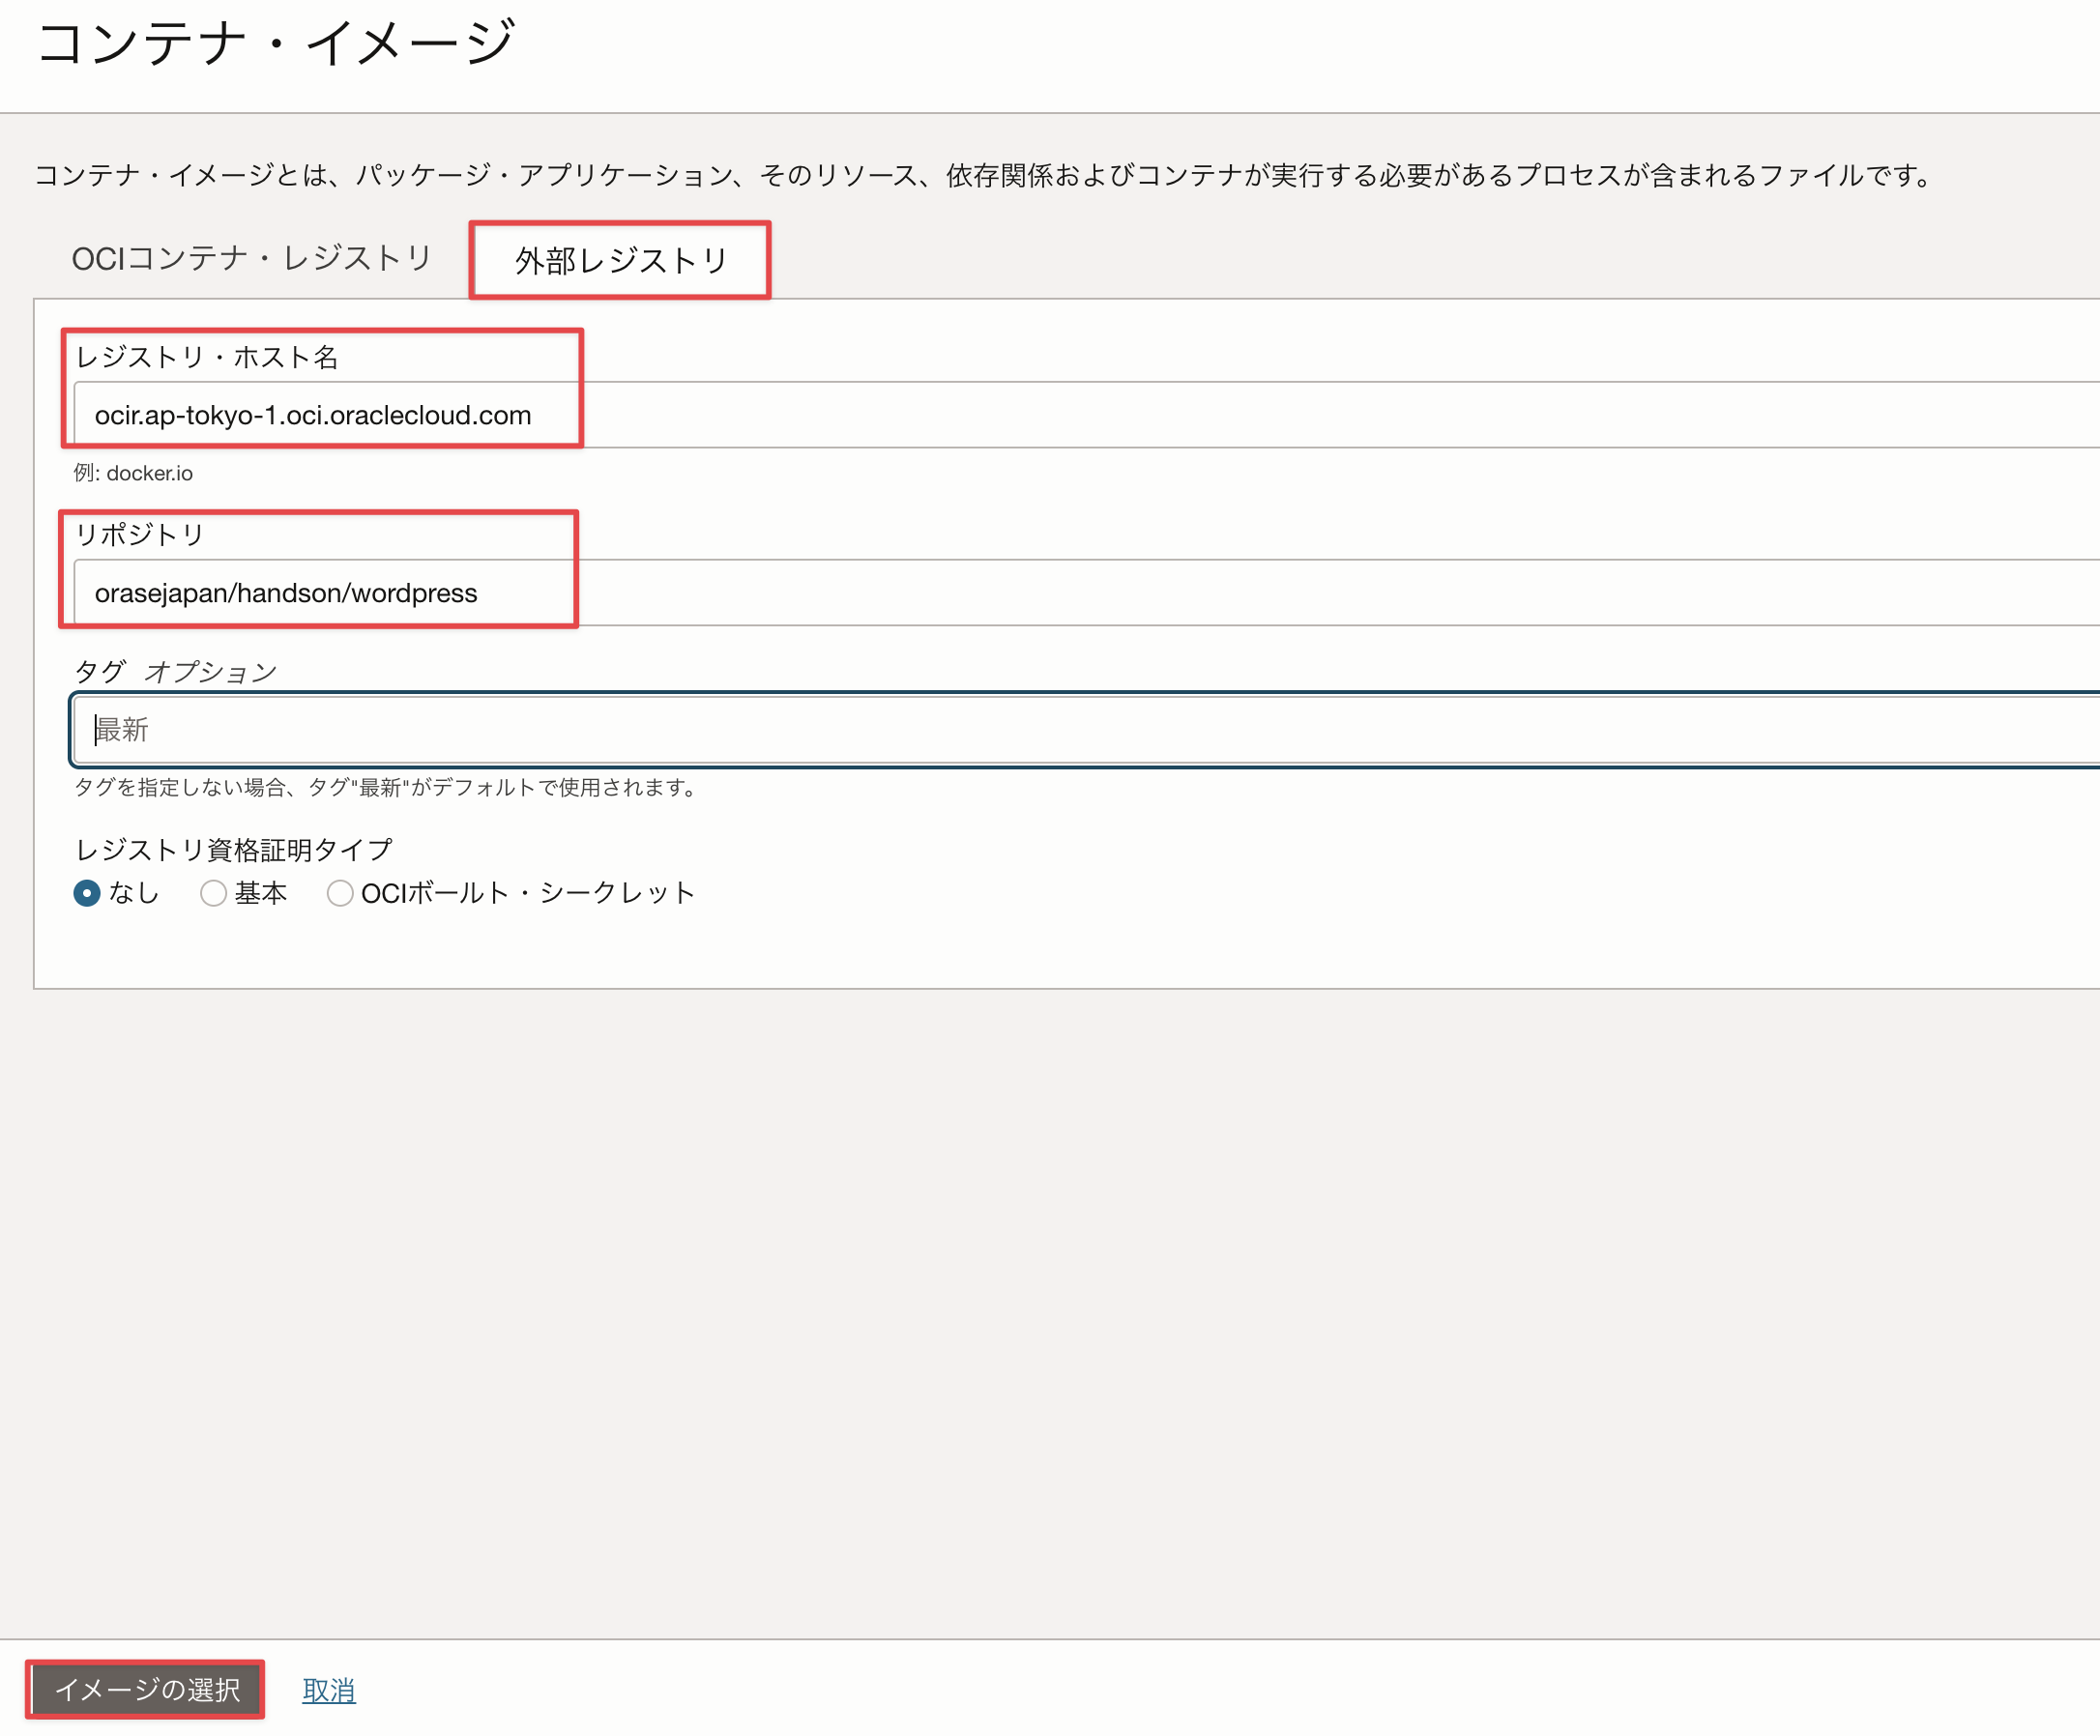 コンテナ・イメージ
コンテナ・イメージとは、パッケージ・アプリケーション、そのリソース、依存関係およびコンテナが実行する必要があるプロセスが含まれるファイルです。
OCIコンテナ・レジストリ 外部レジストリ
レジストリ・ホスト名
ocir.ap-tokyo-1.oci.oraclecloud.com
例: docker.io
リポジトリ
orasejapan/handson/wordpress
タグ オプション
最新
タグを指定しない場合、タグ"最新"がデフォルトで使用されます。
レジストリ資格証明タイプ
なし 基本 OCIボールト・シークレット
イメージの選択 取消